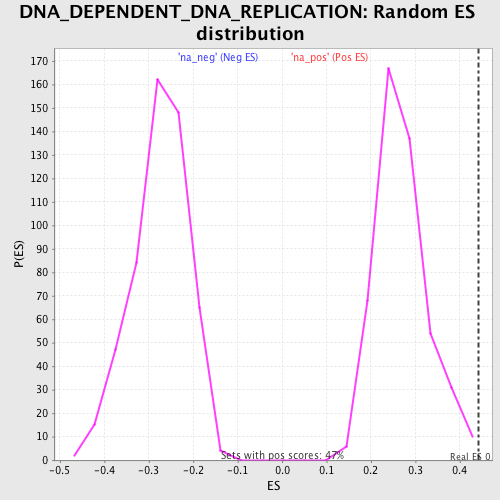 DNA_DEPENDENT_DNA_REPLICATION: Random ES
distribution
'na_neg' (Neg ES) 'na_pos' (Pos ES)
170
160
150
140
130
120
110
100
90
80
70
60
50
40
30
20
10
0
P(ES)
Sets with pos scores: 47%
Real ES 0
-0.5 -0.4 -0.3 -0.2 -0.1 0.0 0.1 0.2 0.3 0.4
ES